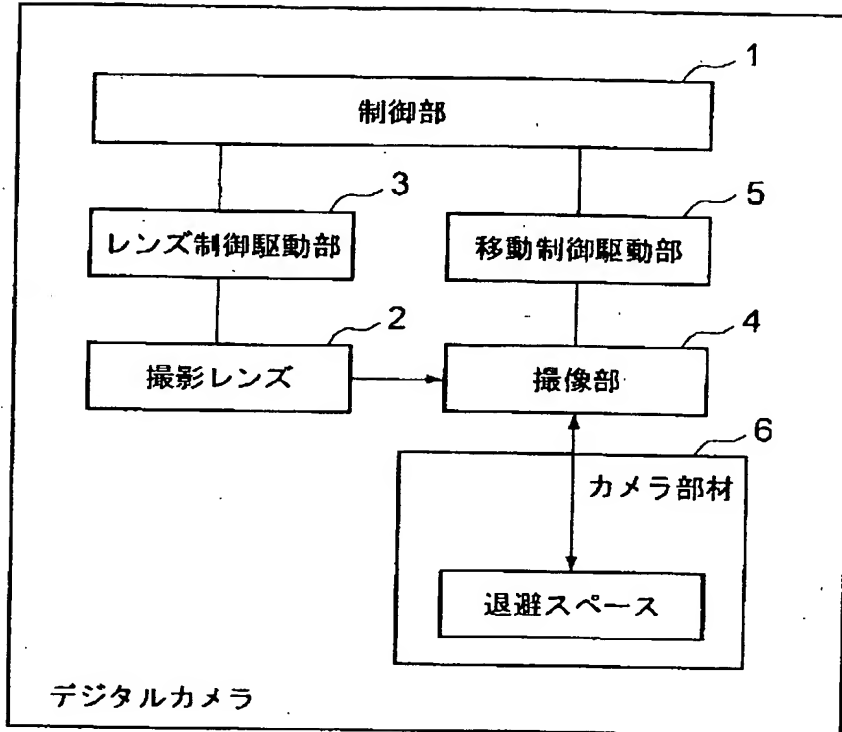 1
制御部
3
5
レンズ制御駆動部
移動制御駆動部
2
4
撮影レンズ
撮像部
6
カメラ部材
退避スペース
デジタルカメラ